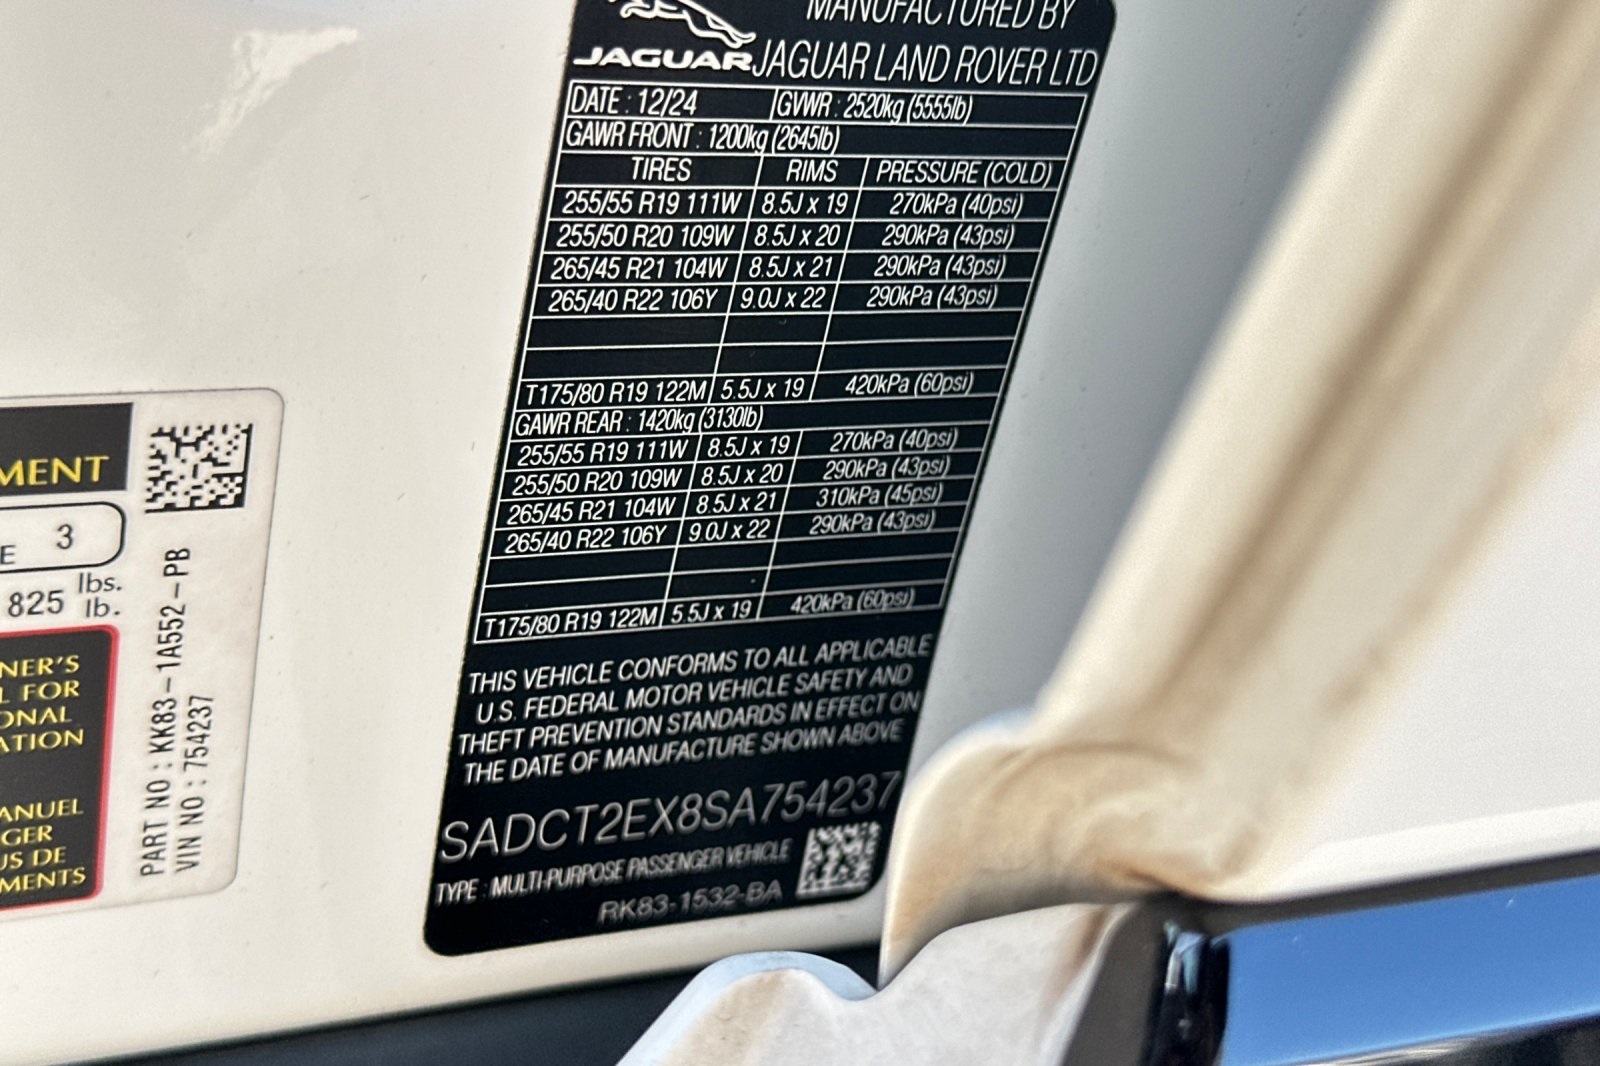 MANUFACTURED BY
JAGUAR JAGUAR LAND ROVER LTD
DATE : 12/24 GVWR : 2520kg (5555lb)
GAWR FRONT : 1200kg (2645lb)
TIRES RIMS PRESSURE (COLD)
255/55 R19 111W 8.5J x 19 270kPa (40psi)
255/50 R20 109W 8.5J x 20 290kPa (43psi)
265/45 R21 104W 8.5J x 21 290kPa (43psi)
265/40 R22 106Y 9.0J x 22 290kPa (43psi)
T175/80 R19 122M 5.5J x 19 420kPa (60psi)
GAWR REAR : 1420kg (3130lb)
255/55 R19 111W 8.5J x 19 270kPa (40psi)
255/50 R20 109W 8.5J x 20 290kPa (43psi)
265/45 R21 104W 8.5J x 21 310kPa (45psi)
265/40 R22 106Y 9.0J x 22 290kPa (43psi)
T175/80 R19 122M 5.5J x 19 420kPa (60psi)
THIS VEHICLE CONFORMS TO ALL APPLICABLE
U.S. FEDERAL MOTOR VEHICLE SAFETY AND
THEFT PREVENTION STANDARDS IN EFFECT ON
THE DATE OF MANUFACTURE SHOWN ABOVE
SADCT2EX8SA754237
TYPE : MULTI-PURPOSE PASSENGER VEHICLE
RK83-1532-BA
MENT
E 3
825 lbs.
lb.
NER'S
L FOR
ONAL
ATION
ANUEL
GER
US DE
MENTS
PART NO : KK83-1A552-PB
VIN NO : 754237